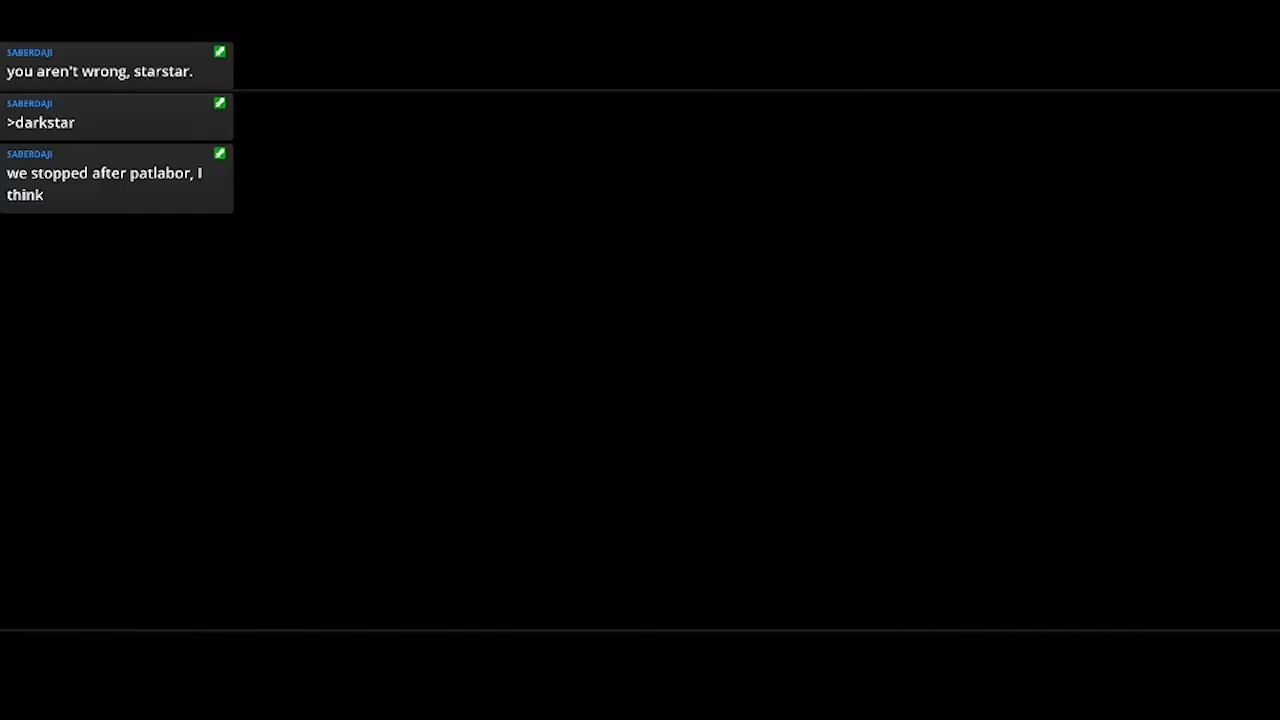 SABERDAJI
you aren't wrong, starstar.
SABERDAJI
>darkstar
SABERDAJI
we stopped after patlabor, I
think